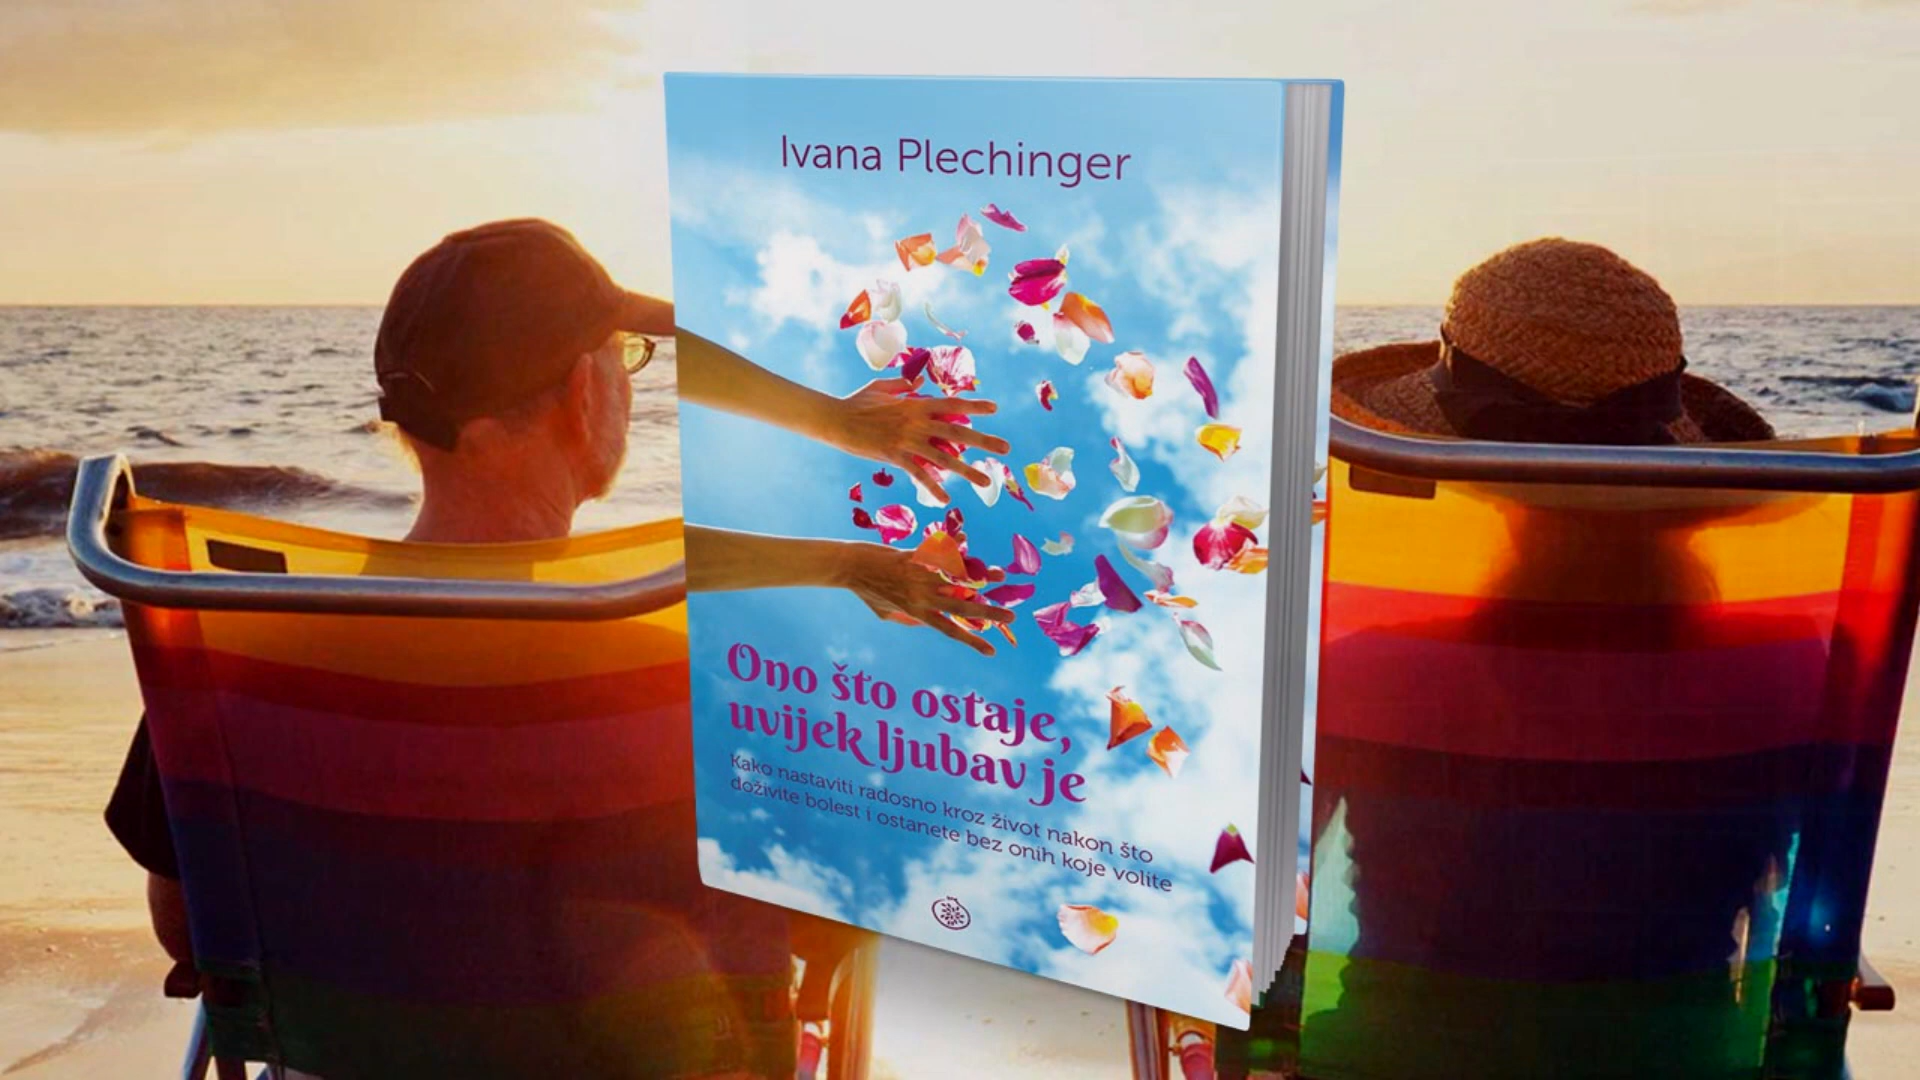 Ivana Plechinger
Ono što ostaje,
uvijek ljubav je
Kako nastaviti radosno kroz život nakon što
doživite bolest i ostanete bez onih koje volite